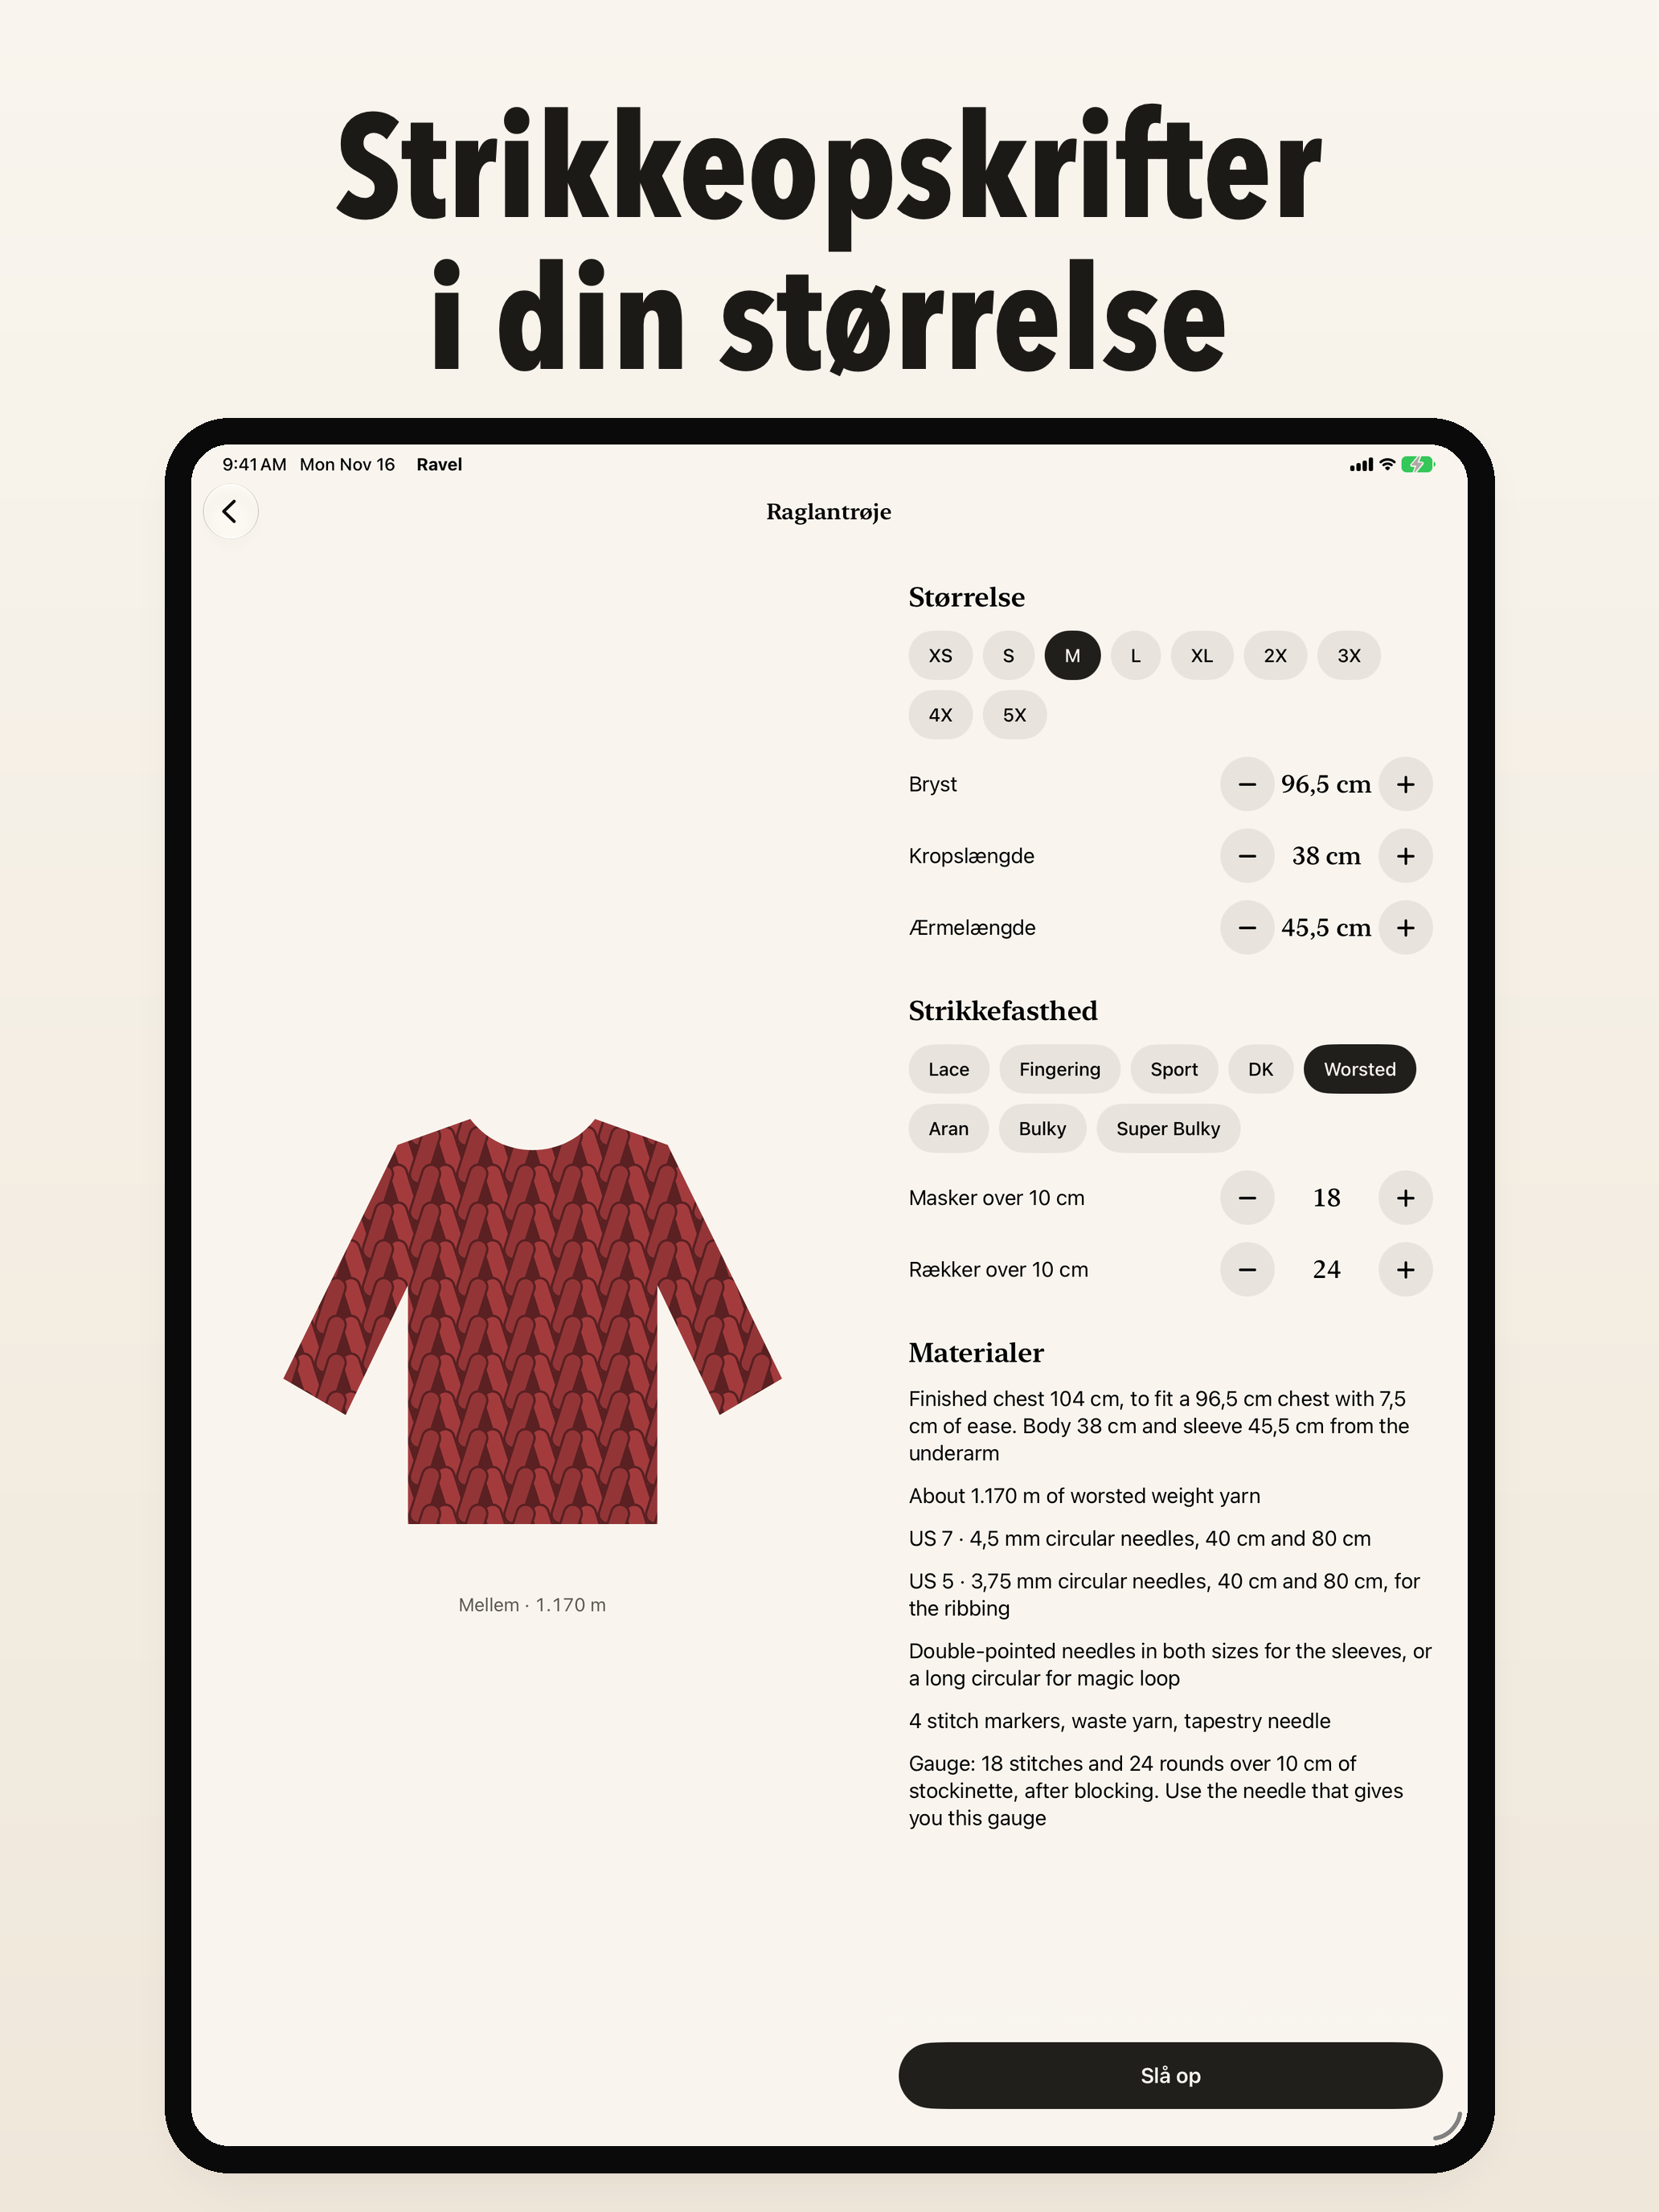 Strikkeopskrifter
i din størrelse
9:41 AM Mon Nov 16 Ravel
Raglantrøje
Størrelse
XS S M L XL 2X 3X
4X 5X
Bryst − 96,5 cm +
Kropslængde − 38 cm +
Ærmelængde − 45,5 cm +
Strikkefasthed
Lace Fingering Sport DK Worsted
Aran Bulky Super Bulky
Masker over 10 cm − 18 +
Rækker over 10 cm − 24 +
Materialer
Finished chest 104 cm, to fit a 96,5 cm chest with 7,5
cm of ease. Body 38 cm and sleeve 45,5 cm from the
underarm
About 1.170 m of worsted weight yarn
US 7 · 4,5 mm circular needles, 40 cm and 80 cm
US 5 · 3,75 mm circular needles, 40 cm and 80 cm, for
the ribbing
Double-pointed needles in both sizes for the sleeves, or
a long circular for magic loop
4 stitch markers, waste yarn, tapestry needle
Gauge: 18 stitches and 24 rounds over 10 cm of
stockinette, after blocking. Use the needle that gives
you this gauge
Mellem · 1.170 m
Slå op